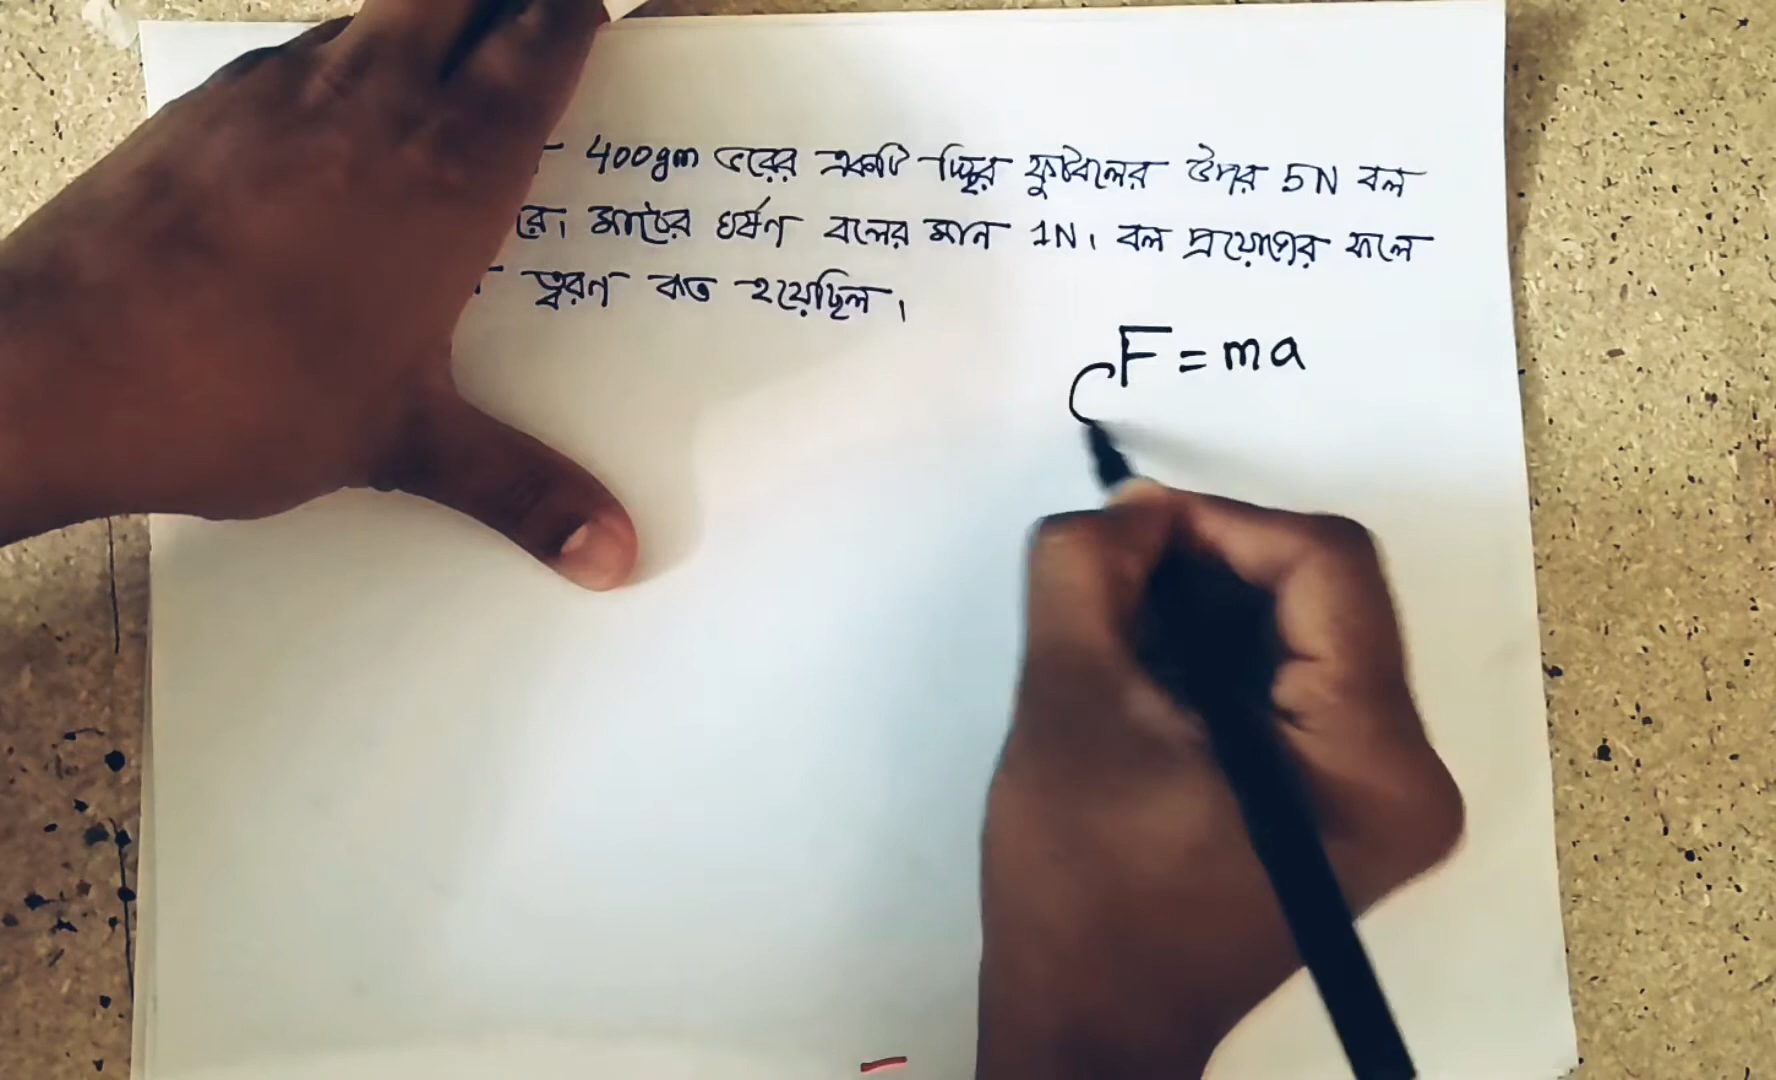 400gm ভরের একটি স্থির ফুটবলের উপর 5N বল
রে। মাঠের ঘর্ষণ বলের মান 1N। বল প্রয়োগের ফলে
ত্বরণ কত হয়েছিল।
F = ma